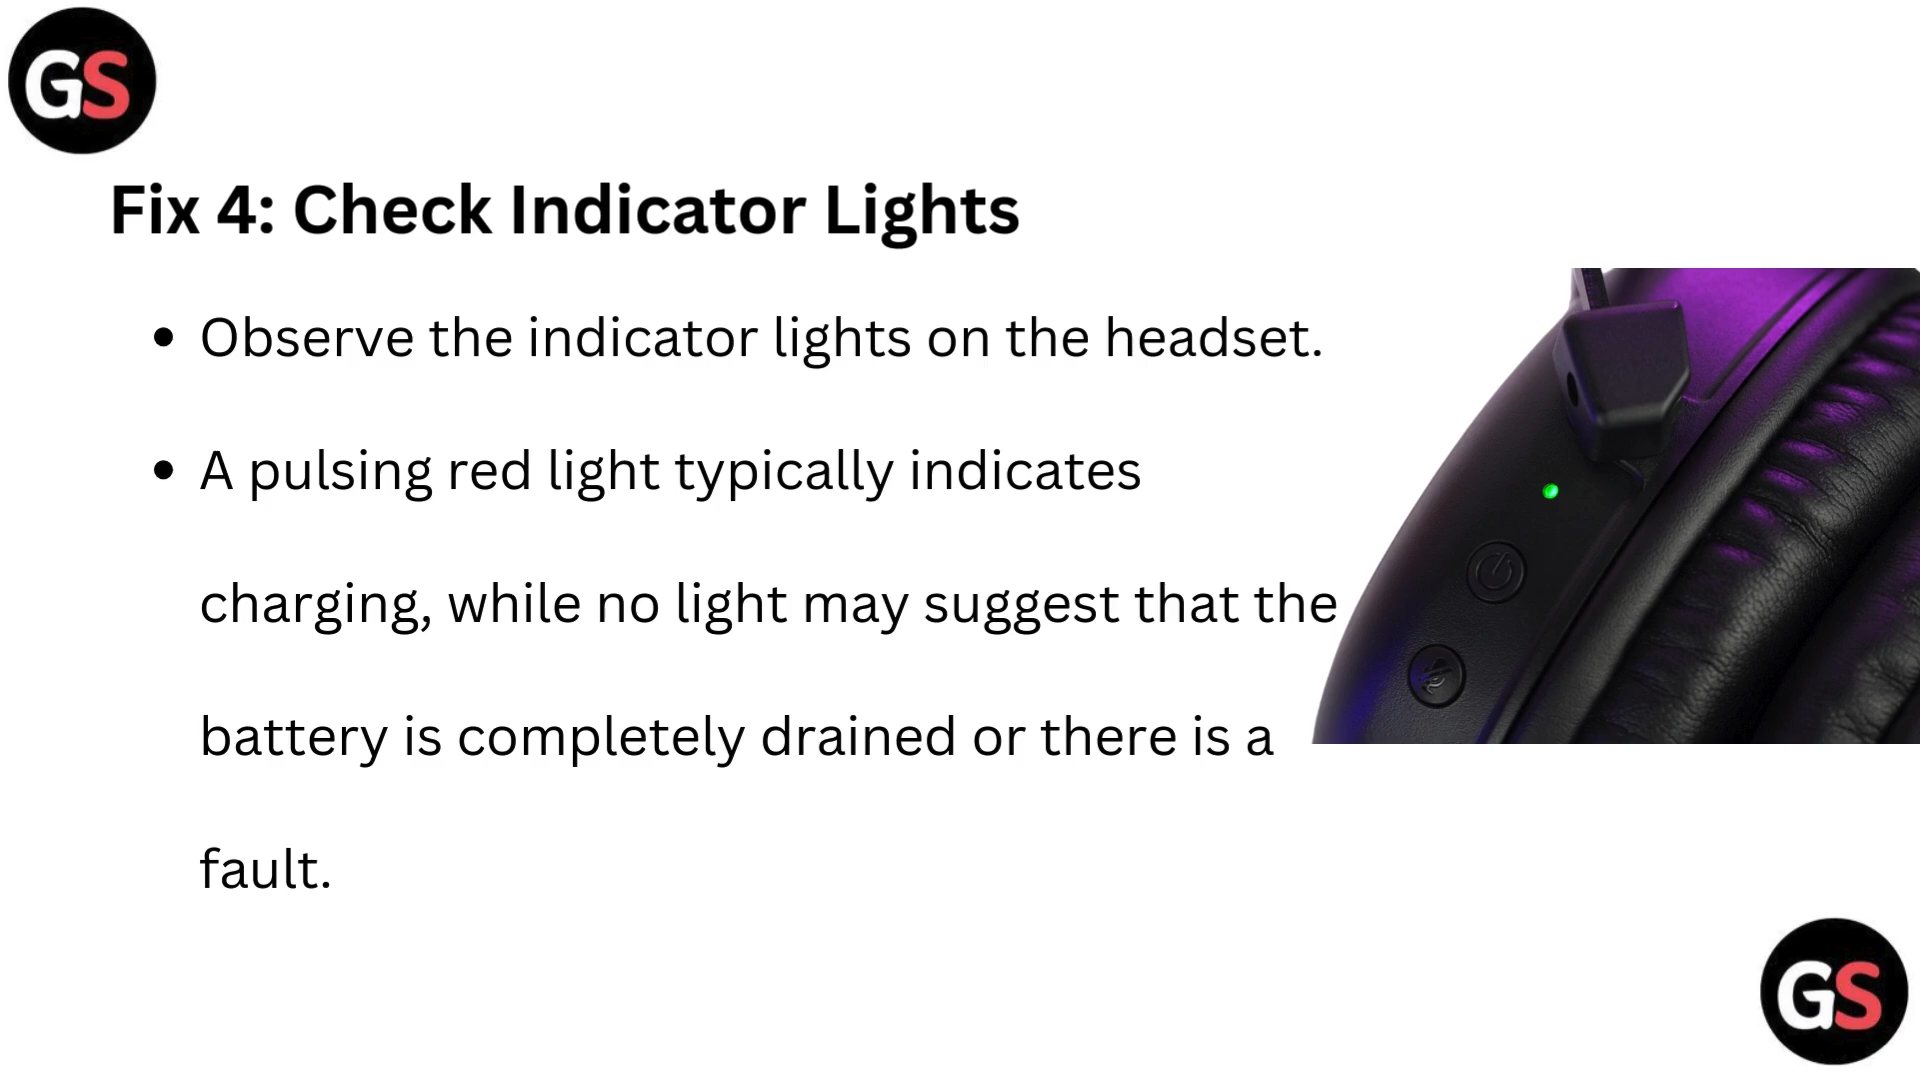 GS
Fix 4: Check Indicator Lights
• Observe the indicator lights on the headset.
• A pulsing red light typically indicates
charging, while no light may suggest that the
battery is completely drained or there is a
fault.
GS